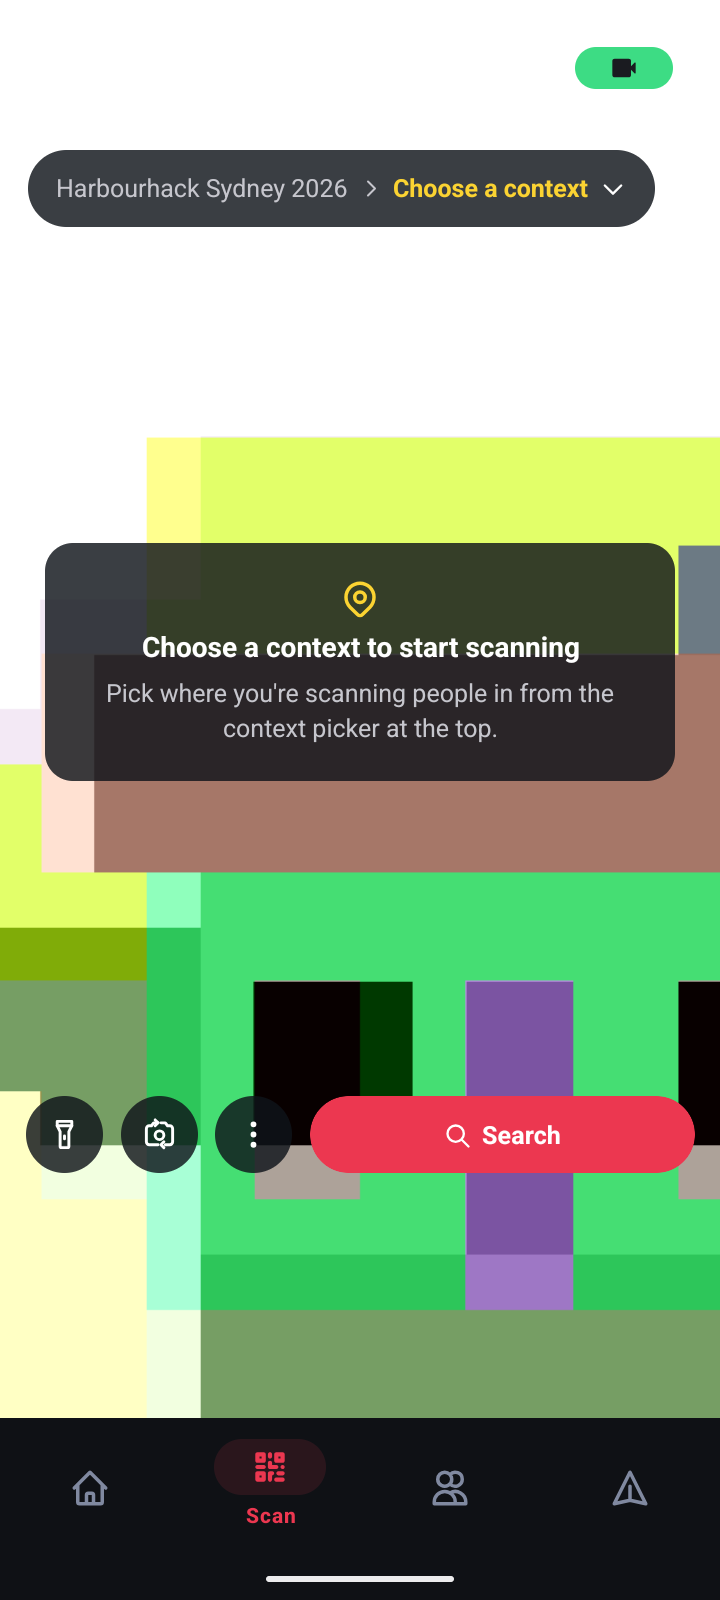 Harbourhack Sydney 2026 > Choose a context
Choose a context to start scanning
Pick where you're scanning people in from the
context picker at the top.
Search
Scan